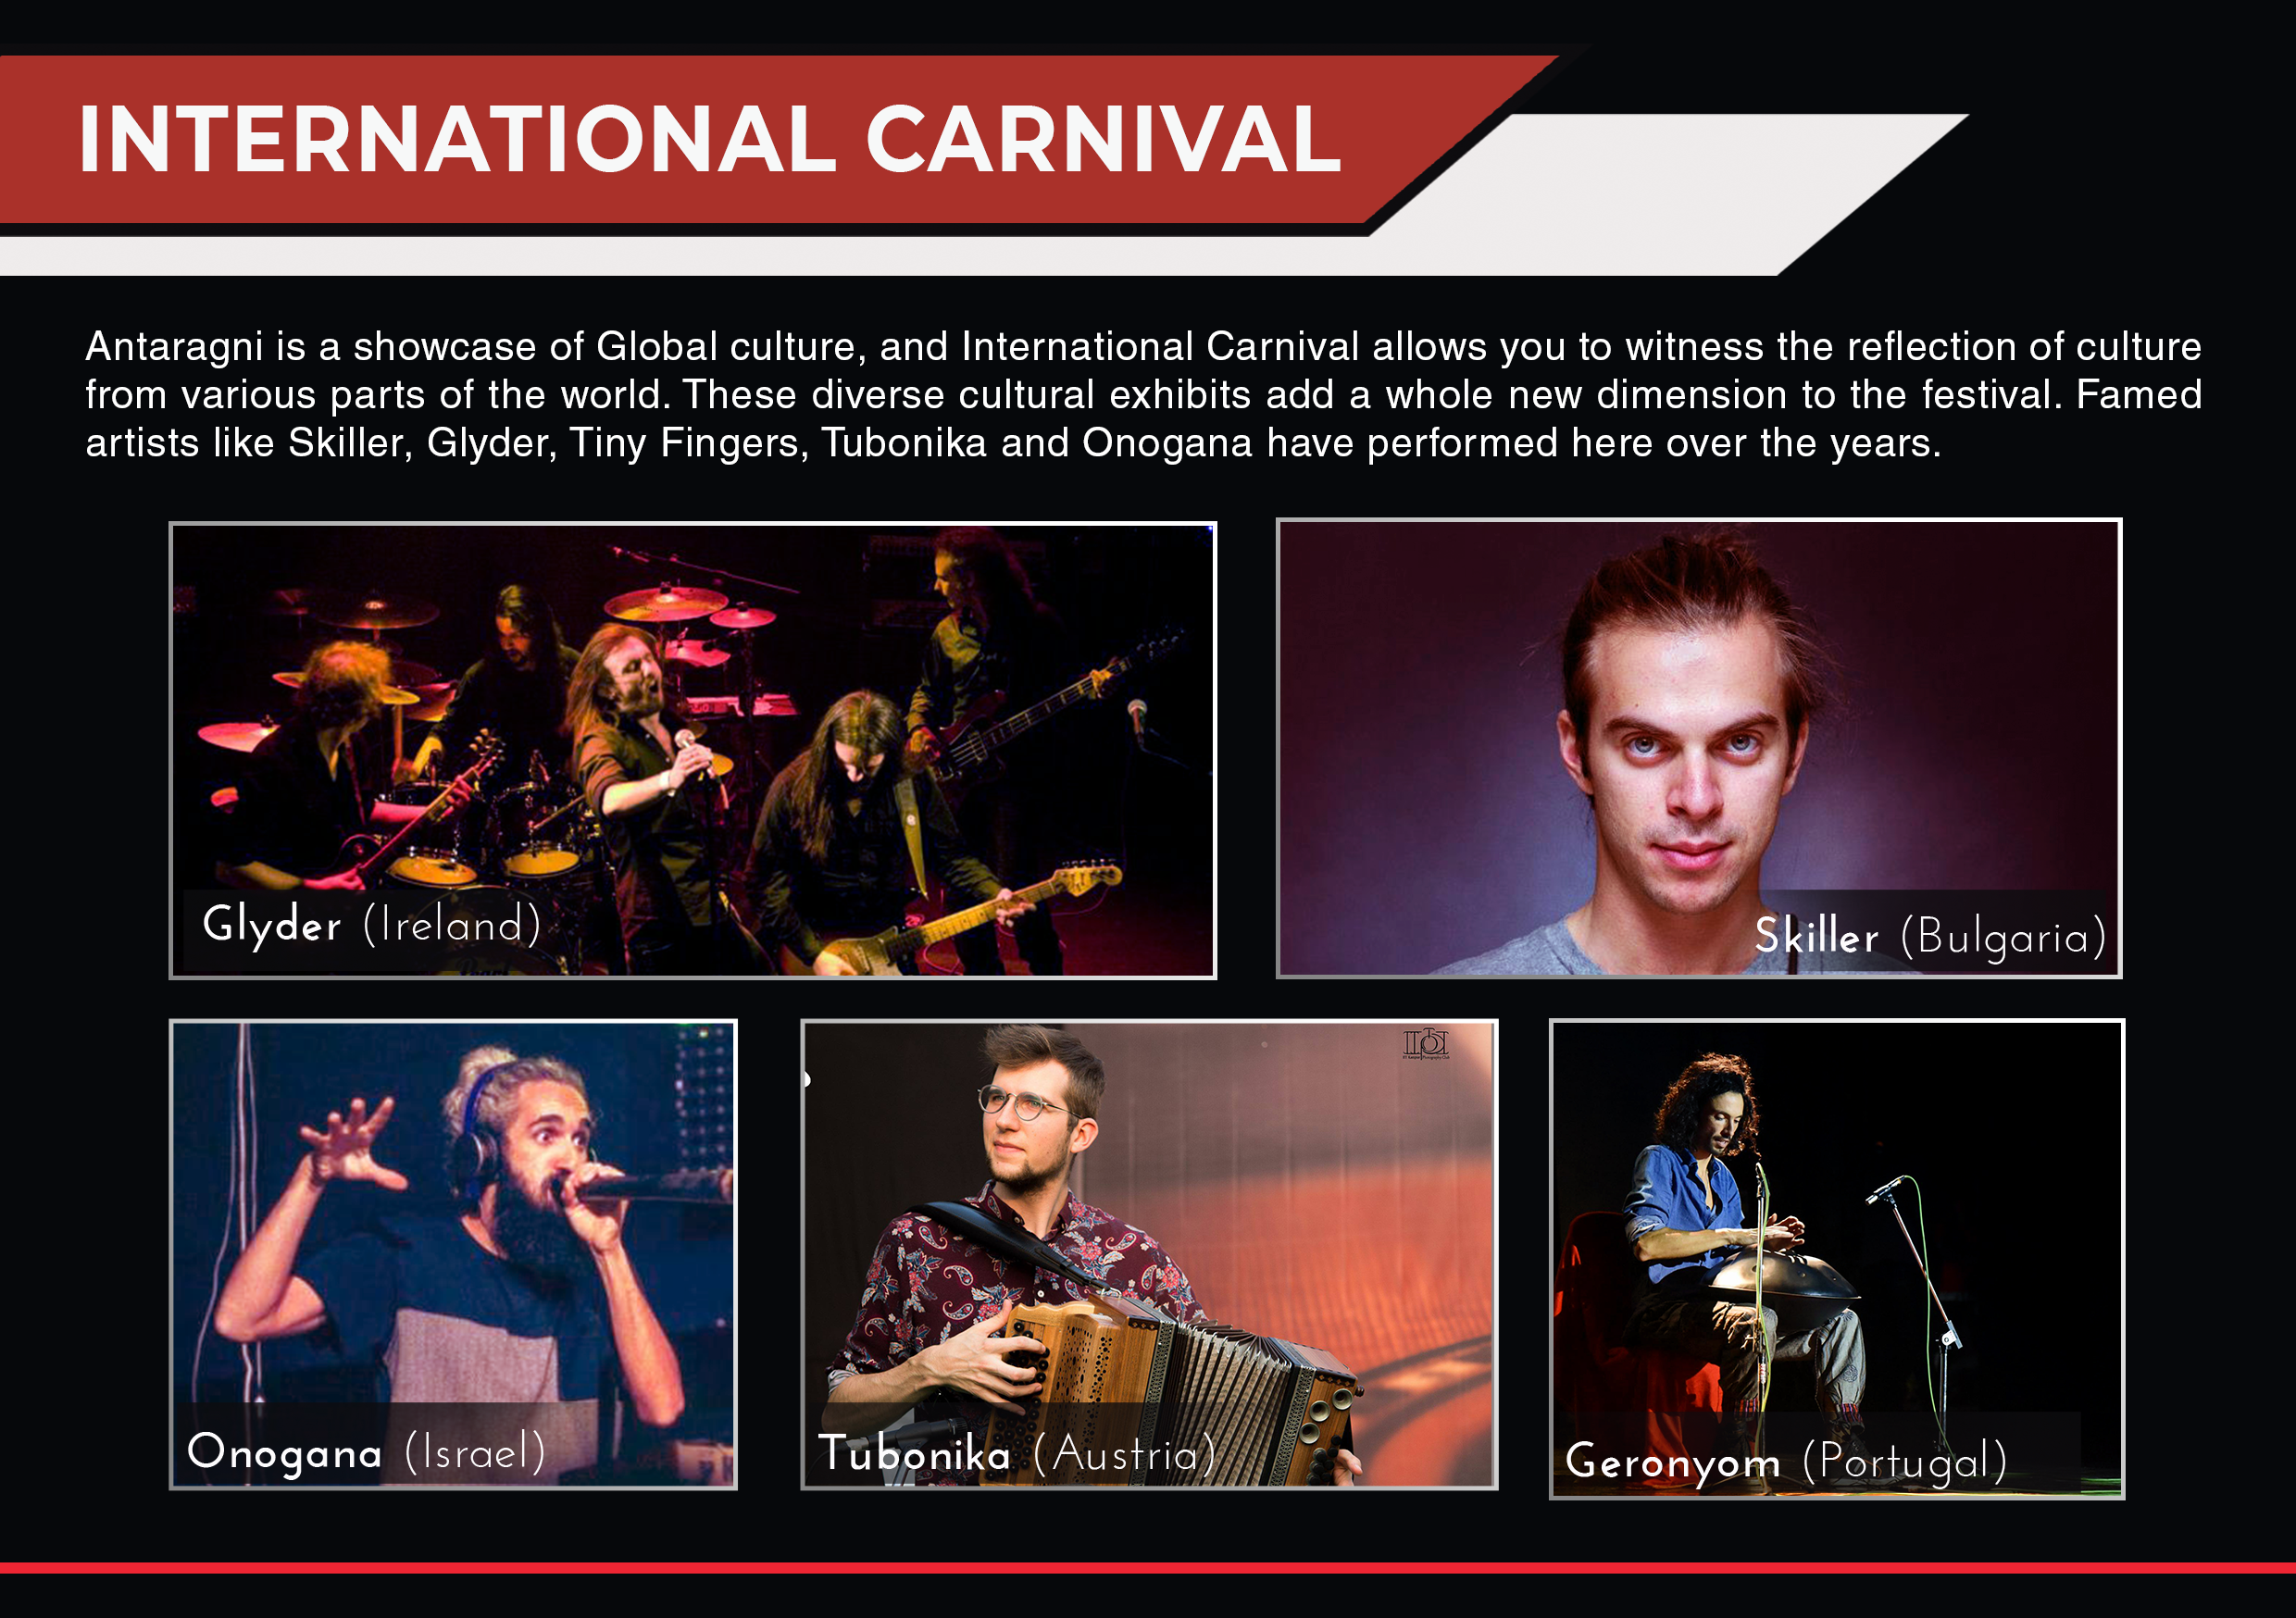 INTERNATIONAL CARNIVAL
Antaragni is a showcase of Global culture, and International Carnival allows you to witness the reflection of culture
from various parts of the world. These diverse cultural exhibits add a whole new dimension to the festival. Famed
artists like Skiller, Glyder, Tiny Fingers, Tubonika and Onogana have performed here over the years.
Glyder (Ireland)
Skiller (Bulgaria)
Onogana (Israel)
Tubonika (Austria)
Geronyom (Portugal)